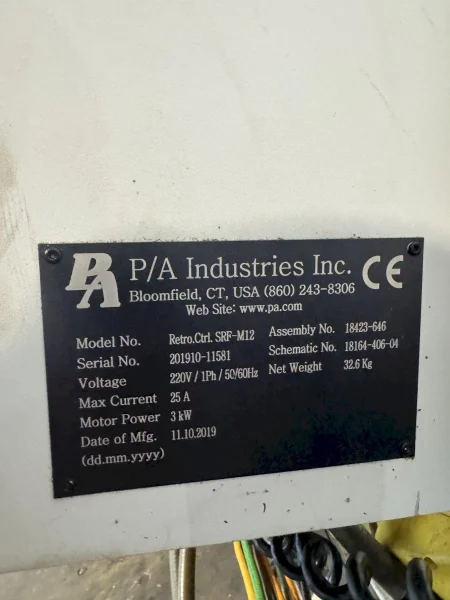 PA P/A Industries Inc. CE
Bloomfield, CT, USA (860) 243-8306
Web Site: www.pa.com
Model No. Retro.Ctrl. SRF-M12 Assembly No. 18423-646
Serial No. 201910-11581 Schematic No. 18164-406-04
Voltage 220V / 1Ph / 50/60Hz Net Weight 32.6 Kg
Max Current 25 A
Motor Power 3 kW
Date of Mfg. 11.10.2019
(dd.mm.yyyy)